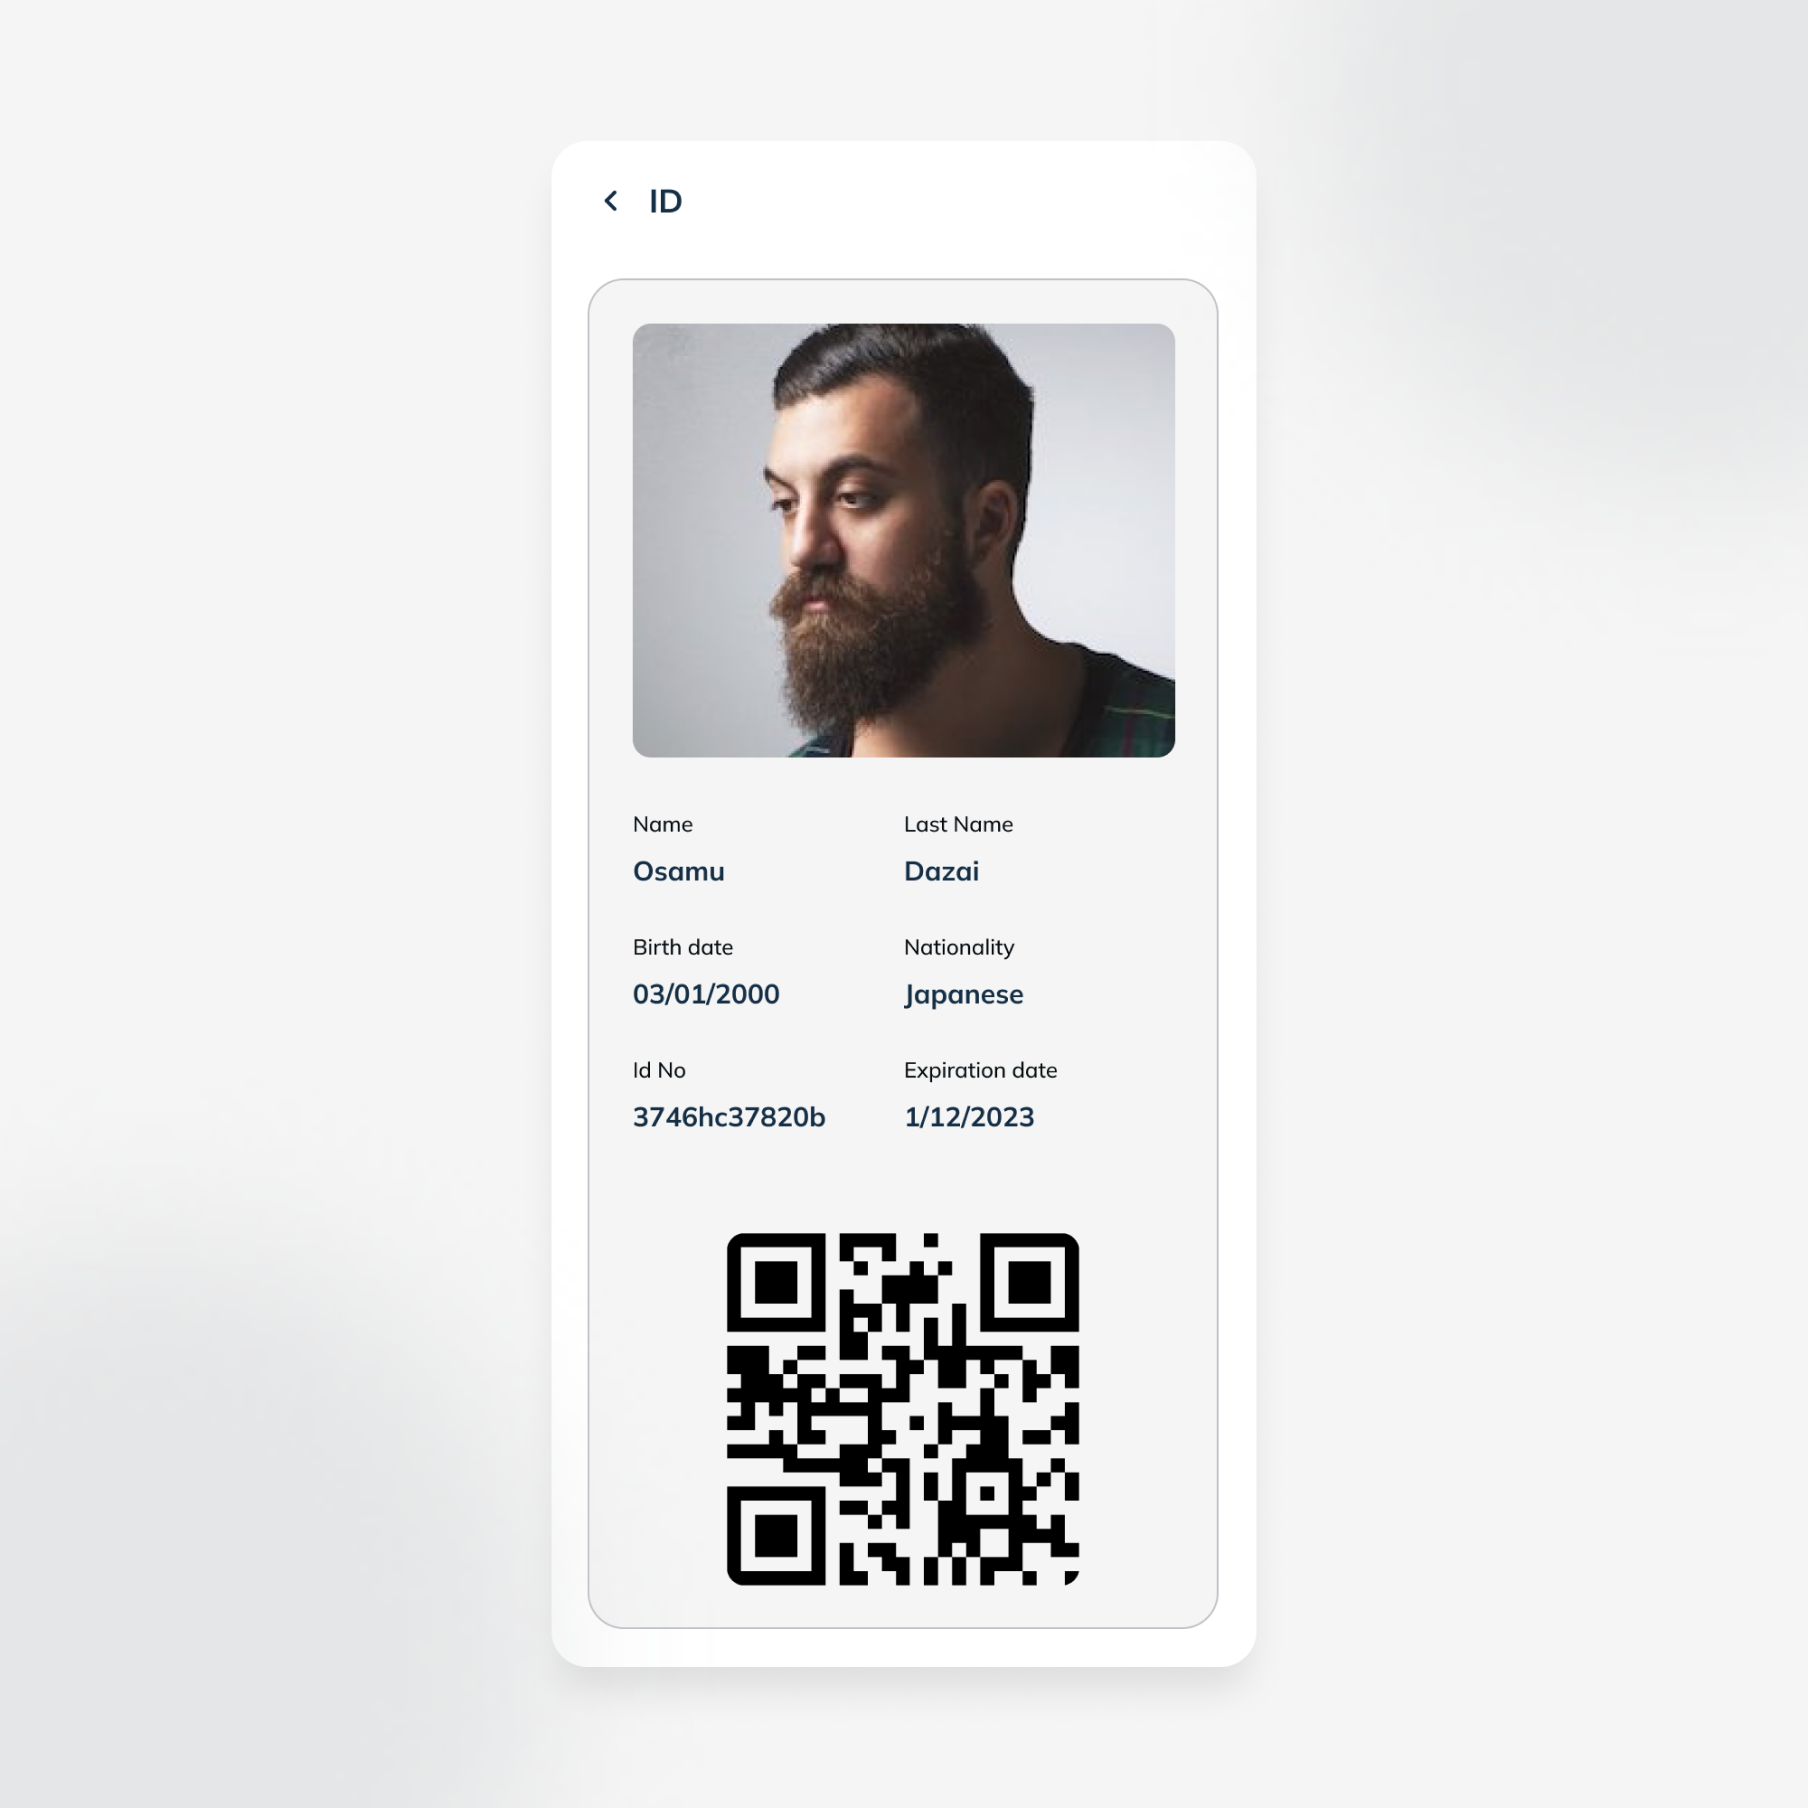 ID
Name Last Name
Osamu Dazai
Birth date Nationality
03/01/2000 Japanese
Id No Expiration date
3746hc37820b 1/12/2023